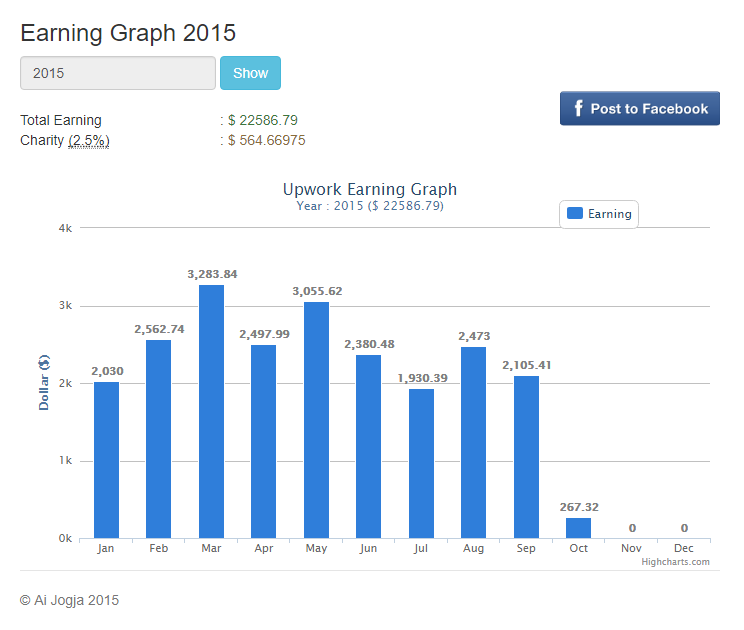 Earning Graph 2015
2015
Show
f Post to Facebook
Total Earning : $ 22586.79
Charity (2.5%) : $ 564.66975
Upwork Earning Graph
Year : 2015 ($ 22586.79)
Earning
Dollar ($)
4k
3k
2k
1k
0k
2,030
2,562.74
3,283.84
2,497.99
3,055.62
2,380.48
1,930.39
2,473
2,105.41
267.32
0
0
Jan Feb Mar Apr May Jun Jul Aug Sep Oct Nov Dec
Highcharts.com
© Ai Jogja 2015